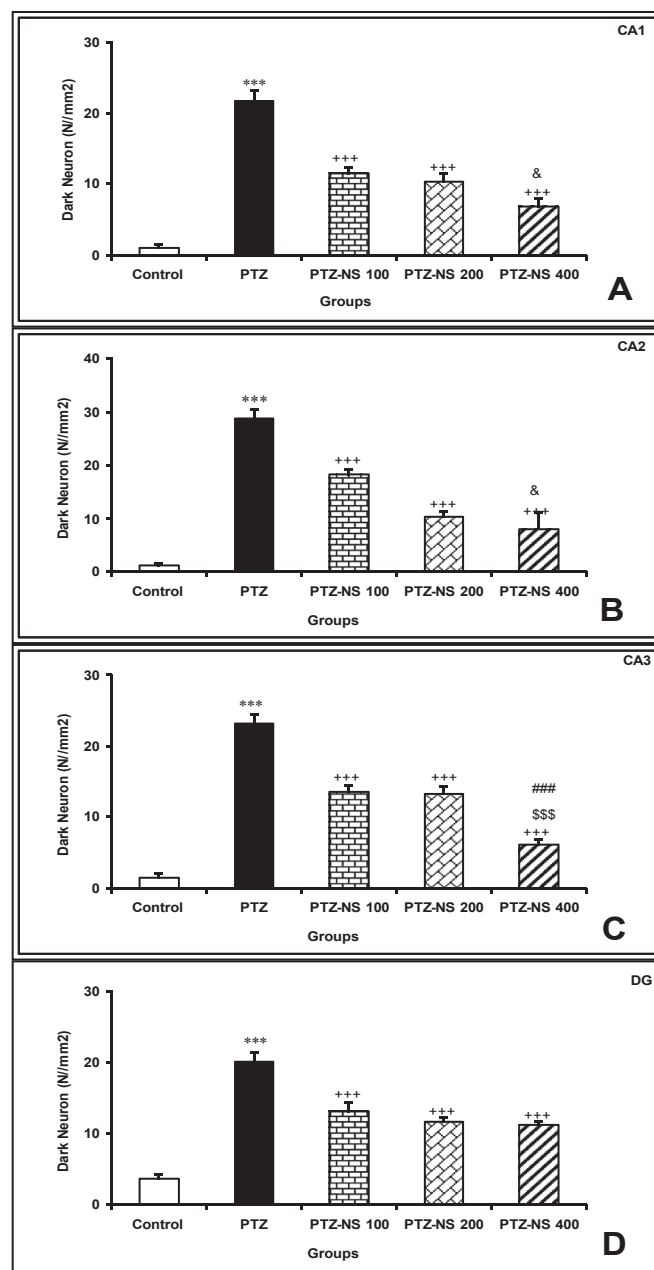 CA1
Dark Neuron (N//mm2)
30
***
20
+++
+++
&
+++
10
0
Control PTZ PTZ-NS 100 PTZ-NS 200 PTZ-NS 400
Groups
A
CA2
Dark Neuron (N//mm2)
40
***
30
+++
20
&
+++
+++
10
0
Control PTZ PTZ-NS 100 PTZ-NS 200 PTZ-NS 400
Groups
B
CA3
Dark Neuron (N//mm2)
30
***
20
+++
+++
###
$$$
+++
10
0
Control PTZ PTZ-NS 100 PTZ-NS 200 PTZ-NS 400
Groups
C
DG
Dark Neuron (N//mm2)
30
***
20
+++
+++
+++
10
0
Control PTZ PTZ-NS 100 PTZ-NS 200 PTZ-NS 400
Groups
D